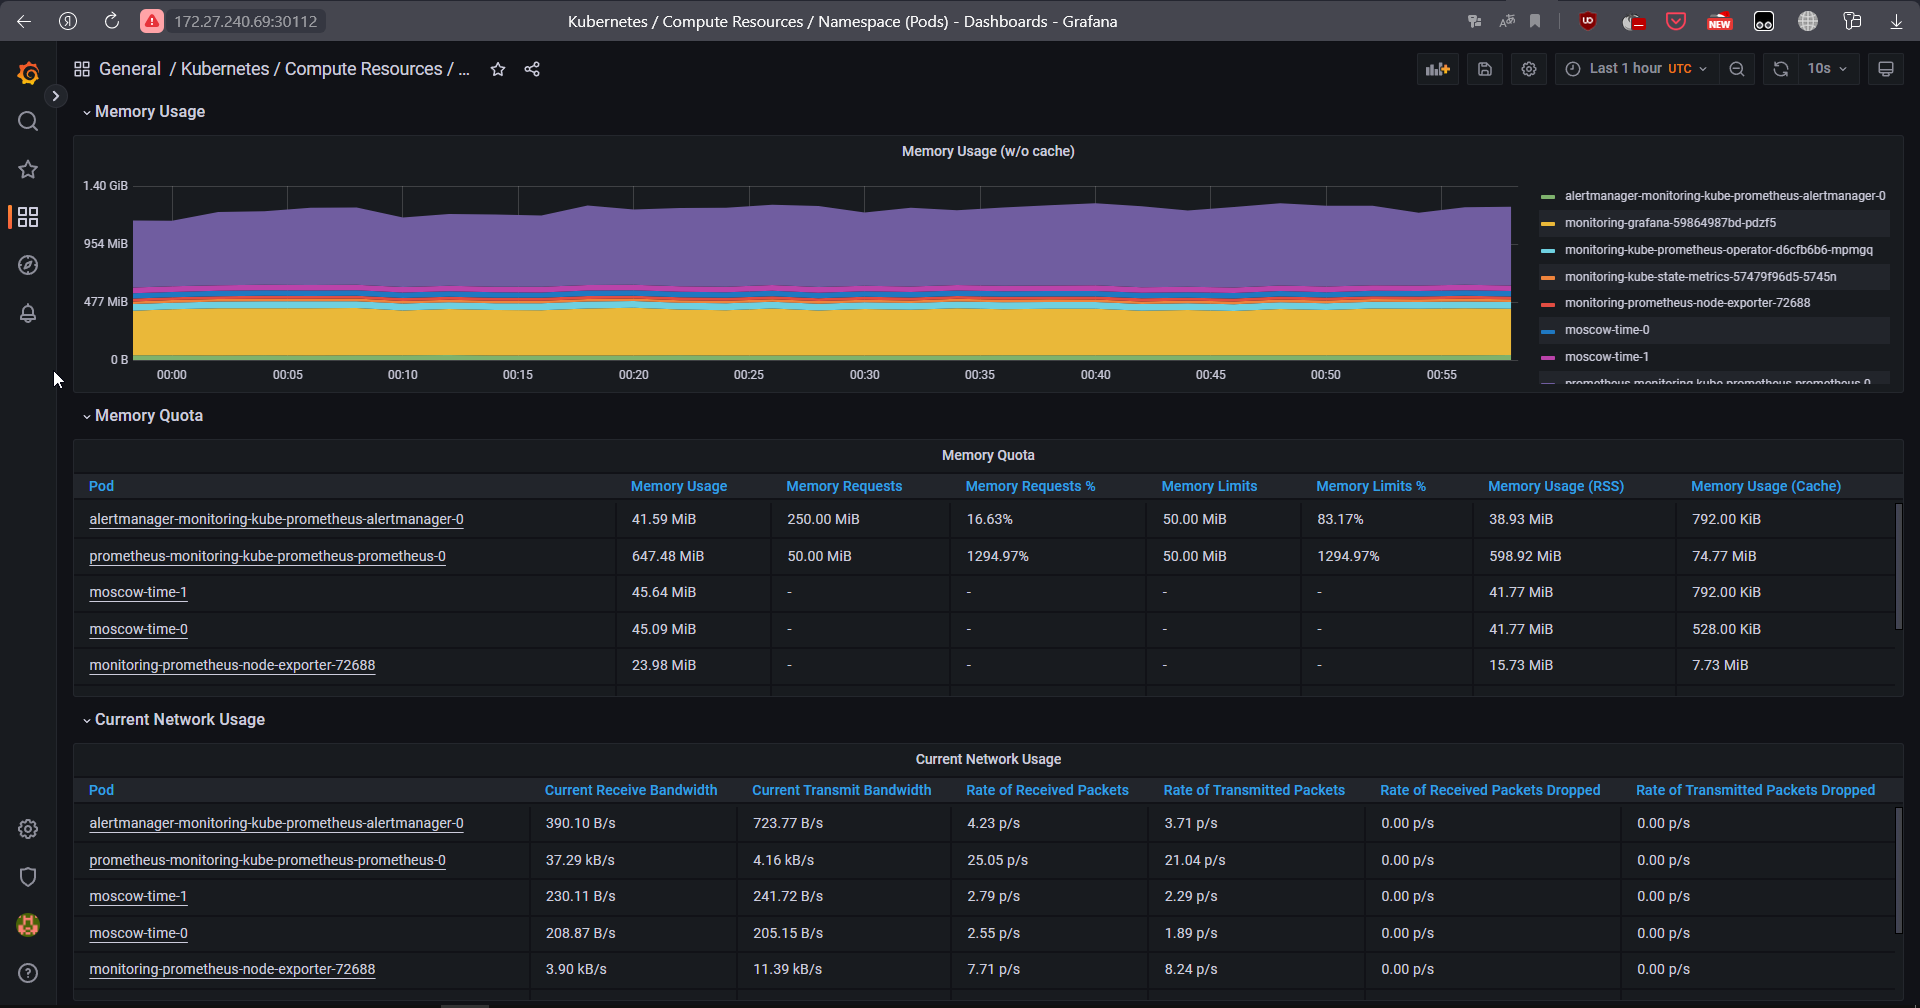 172.27.240.69:30112
Kubernetes / Compute Resources / Namespace (Pods) - Dashboards - Grafana
NEW
General / Kubernetes / Compute Resources / ...
Last 1 hour UTC
10s
Memory Usage
Memory Usage (w/o cache)
1.40 GiB
954 MiB
477 MiB
0 B
00:00 00:05 00:10 00:15 00:20 00:25 00:30 00:35 00:40 00:45 00:50 00:55
alertmanager-monitoring-kube-prometheus-alertmanager-0
monitoring-grafana-59864987bd-pdzf5
monitoring-kube-prometheus-operator-d6cfb6b6-mpmgq
monitoring-kube-state-metrics-57479f96d5-5745n
monitoring-prometheus-node-exporter-72688
moscow-time-0
moscow-time-1
prometheus-monitoring-kube-prometheus-prometheus-0
Memory Quota
Memory Quota
Pod Memory Usage Memory Requests Memory Requests % Memory Limits Memory Limits % Memory Usage (RSS) Memory Usage (Cache)
alertmanager-monitoring-kube-prometheus-alertmanager-0 41.59 MiB 250.00 MiB 16.63% 50.00 MiB 83.17% 38.93 MiB 792.00 KiB
prometheus-monitoring-kube-prometheus-prometheus-0 647.48 MiB 50.00 MiB 1294.97% 50.00 MiB 1294.97% 598.92 MiB 74.77 MiB
moscow-time-1 45.64 MiB - - - - 41.77 MiB 792.00 KiB
moscow-time-0 45.09 MiB - - - - 41.77 MiB 528.00 KiB
monitoring-prometheus-node-exporter-72688 23.98 MiB - - - - 15.73 MiB 7.73 MiB
Current Network Usage
Current Network Usage
Pod Current Receive Bandwidth Current Transmit Bandwidth Rate of Received Packets Rate of Transmitted Packets Rate of Received Packets Dropped Rate of Transmitted Packets Dropped
alertmanager-monitoring-kube-prometheus-alertmanager-0 390.10 B/s 723.77 B/s 4.23 p/s 3.71 p/s 0.00 p/s 0.00 p/s
prometheus-monitoring-kube-prometheus-prometheus-0 37.29 kB/s 4.16 kB/s 25.05 p/s 21.04 p/s 0.00 p/s 0.00 p/s
moscow-time-1 230.11 B/s 241.72 B/s 2.79 p/s 2.29 p/s 0.00 p/s 0.00 p/s
moscow-time-0 208.87 B/s 205.15 B/s 2.55 p/s 1.89 p/s 0.00 p/s 0.00 p/s
monitoring-prometheus-node-exporter-72688 3.90 kB/s 11.39 kB/s 7.71 p/s 8.24 p/s 0.00 p/s 0.00 p/s